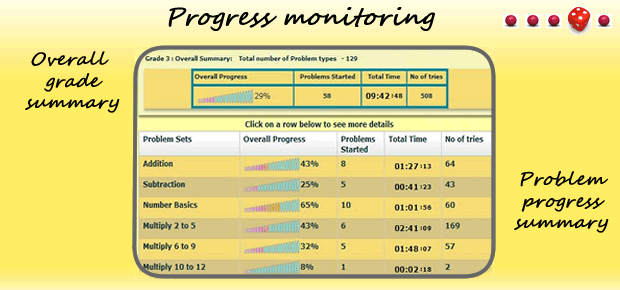 Progress monitoring
Overall
grade
summary
Grade 3 : Overall Summary: Total number of Problem types - 129
Overall Progress Problems Started Total Time No of tries
29% 58 09:42:48 508
Click on a row below to see more details
Problem Sets Overall Progress Problems Started Total Time No of tries
Addition 43% 8 01:27:13 64
Subtraction 25% 5 00:41:23 43
Number Basics 65% 10 01:01:56 60
Multiply 2 to 5 43% 6 02:41:09 169
Multiply 6 to 9 32% 5 01:48:07 57
Multiply 10 to 12 8% 1 00:02:18 2
Problem
progress
summary